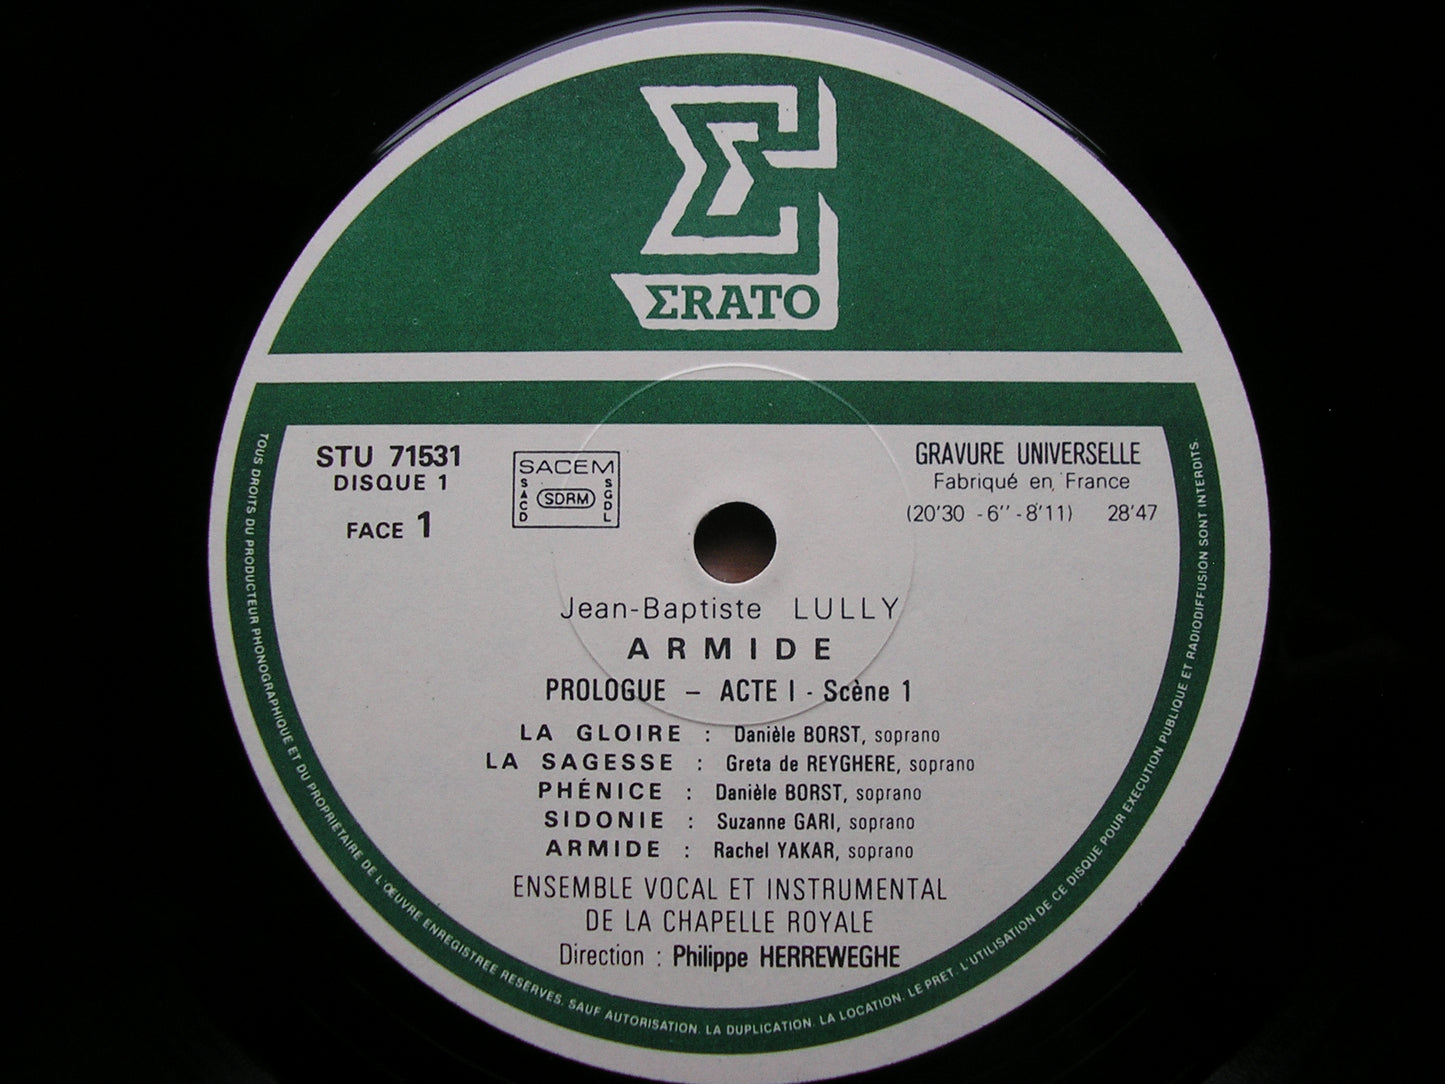 ΣRATO
STU 71531
DISQUE 1
FACE 1
SACEM
SACD
SDRM
SGDL
GRAVURE UNIVERSELLE
Fabriqué en France
(20'30 - 6'' - 8'11) 28'47
Jean-Baptiste LULLY
ARMIDE
PROLOGUE – ACTE I - Scène 1
LA GLOIRE : Danièle BORST, soprano
LA SAGESSE : Greta de REYGHERE, soprano
PHÉNICE : Danièle BORST, soprano
SIDONIE : Suzanne GARI, soprano
ARMIDE : Rachel YAKAR, soprano
ENSEMBLE VOCAL ET INSTRUMENTAL
DE LA CHAPELLE ROYALE
Direction : Philippe HERREWEGHE
TOUS DROITS DU PRODUCTEUR PHONOGRAPHIQUE ET DU PROPRIETAIRE DE L'ŒUVRE ENREGISTREE RESERVES. SAUF AUTORISATION. LA DUPLICATION. LA LOCATION. LE PRET. L'UTILISATION DE CE DISQUE POUR EXECUTION PUBLIQUE ET RADIODIFFUSION SONT INTERDITS.